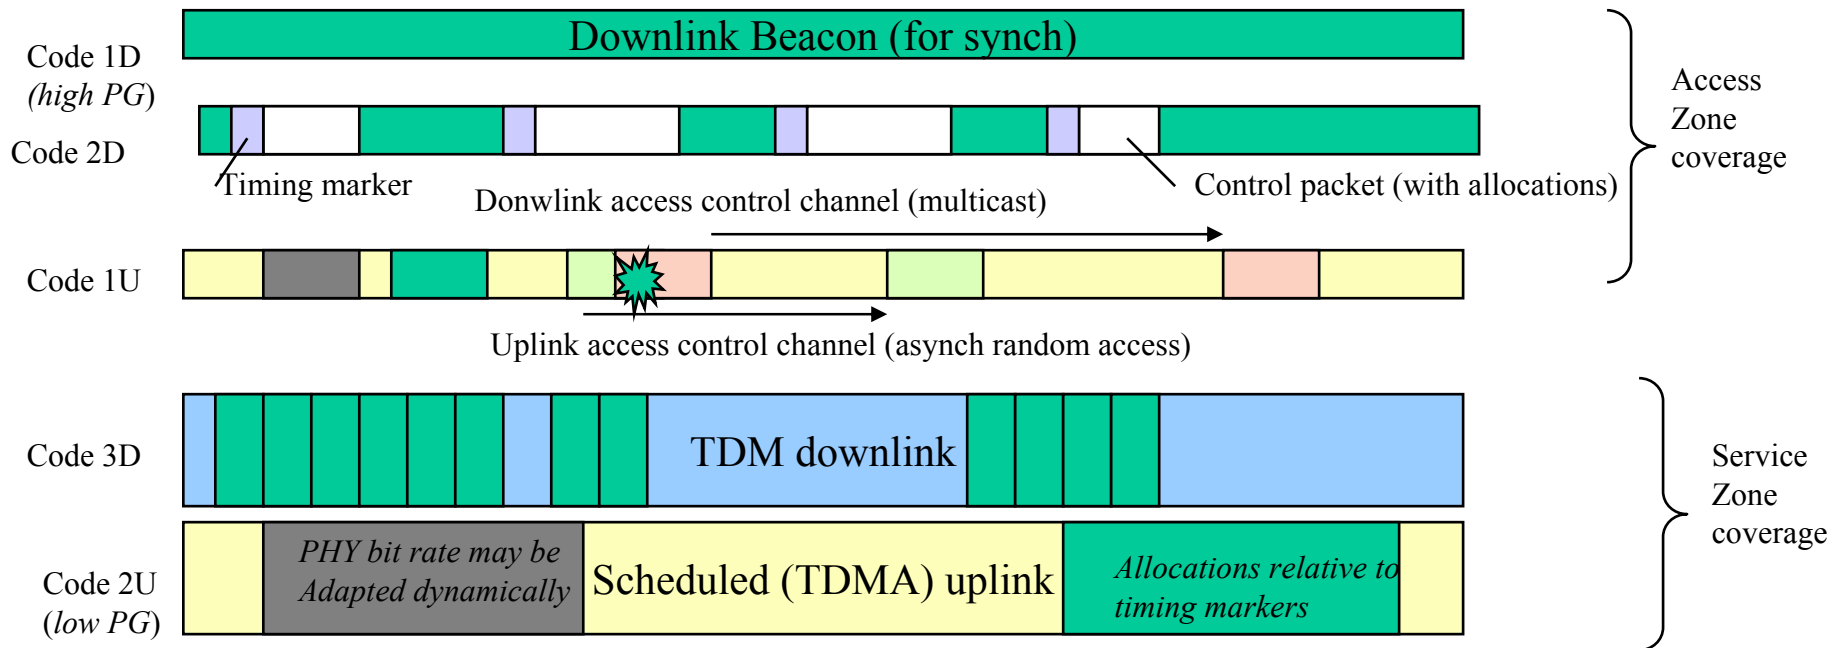 Downlink Beacon (for synch)
Code 1D
(high PG)
Access
Zone
coverage
Code 2D
Timing marker
Control packet (with allocations)
Donwlink access control channel (multicast)
Code 1U
Uplink access control channel (asynch random access)
Code 3D
TDM downlink
Service
Zone
coverage
Code 2U
(low PG)
PHY bit rate may be
Adapted dynamically
Scheduled (TDMA) uplink
Allocations relative to
timing markers